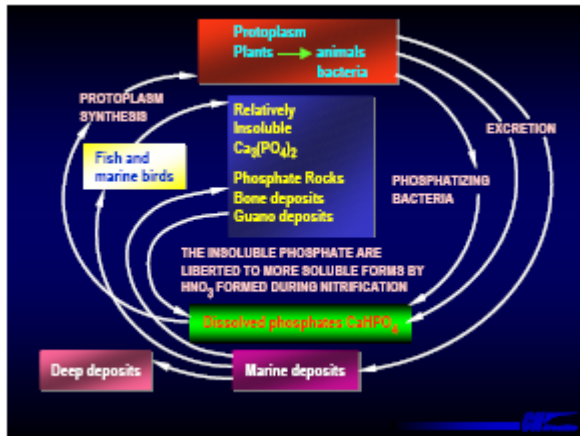 Protoplasm
Plants animals
bacteria
PROTOPLASM
SYNTHESIS
Relatively
Insoluble
Ca3(PO4)2
EXCRETION
Fish and
marine birds
Phosphate Rocks
Bone deposits
Guano deposits
PHOSPHATIZING
BACTERIA
THE INSOLUBLE PHOSPHATE ARE
LIBERTED TO MORE SOLUBLE FORMS BY
HNO3 FORMED DURING NITRIFICATION
Dissolved phosphates CaHPO4
Deep deposits
Marine deposits